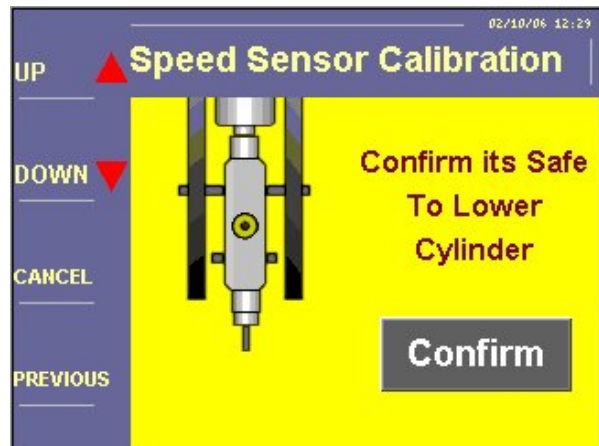 02/10/06 12:29
Speed Sensor Calibration
UP
DOWN
CANCEL
PREVIOUS
Confirm its Safe
To Lower
Cylinder
Confirm